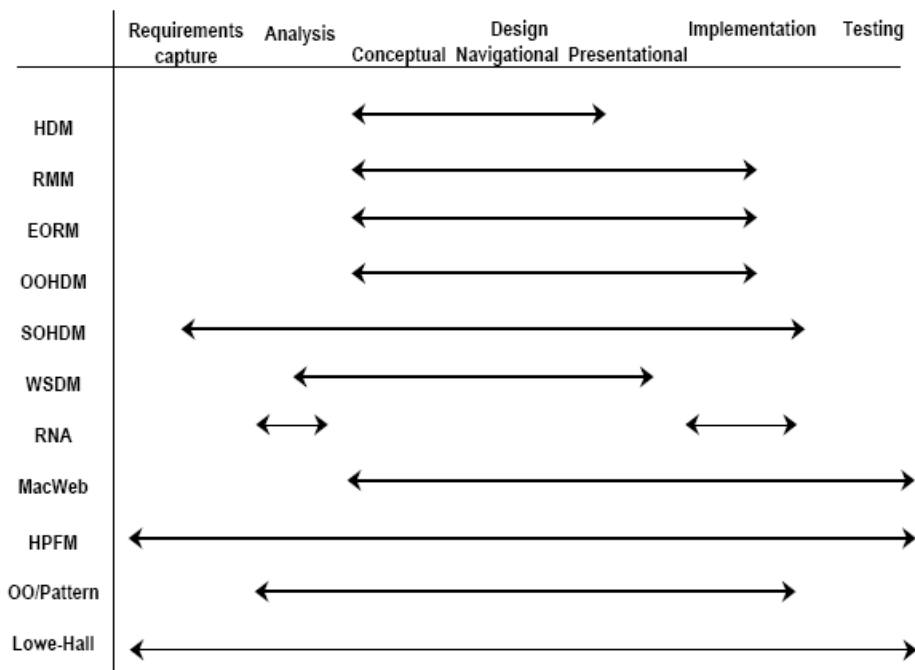 Requirements capture
Analysis
Design
Conceptual Navigational Presentational
Implementation
Testing
HDM
RMM
EORM
OOHDM
SOHDM
WSDM
RNA
MacWeb
HPFM
OO/Pattern
Lowe-Hall